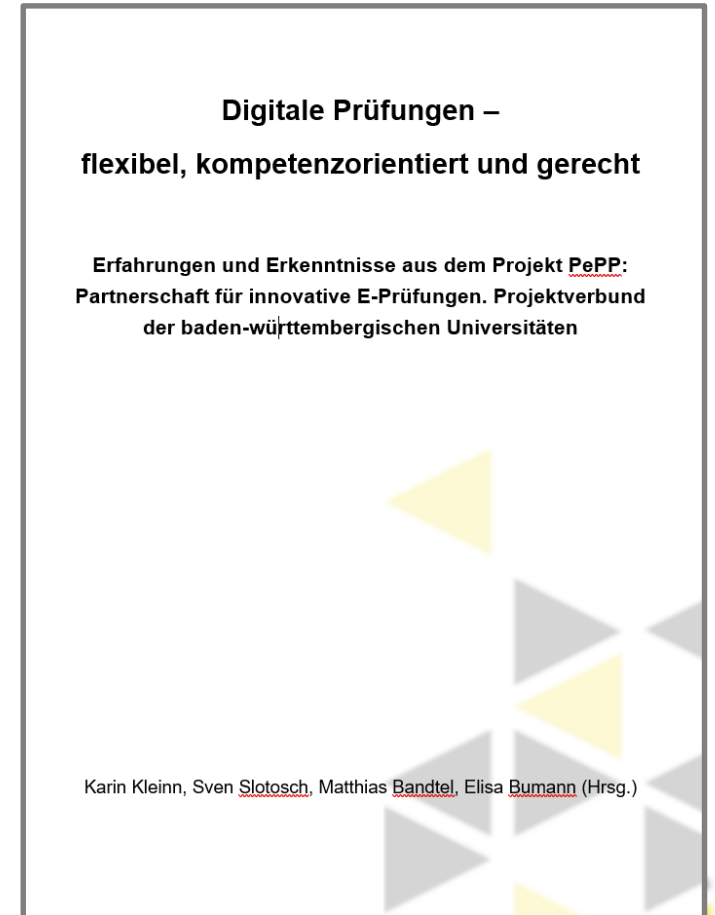 Digitale Prüfungen –
flexibel, kompetenzorientiert und gerecht
Erfahrungen und Erkenntnisse aus dem Projekt PePP:
Partnerschaft für innovative E-Prüfungen. Projektverbund
der baden-württembergischen Universitäten
Karin Kleinn, Sven Slotosch, Matthias Bandtel, Elisa Bumann (Hrsg.)